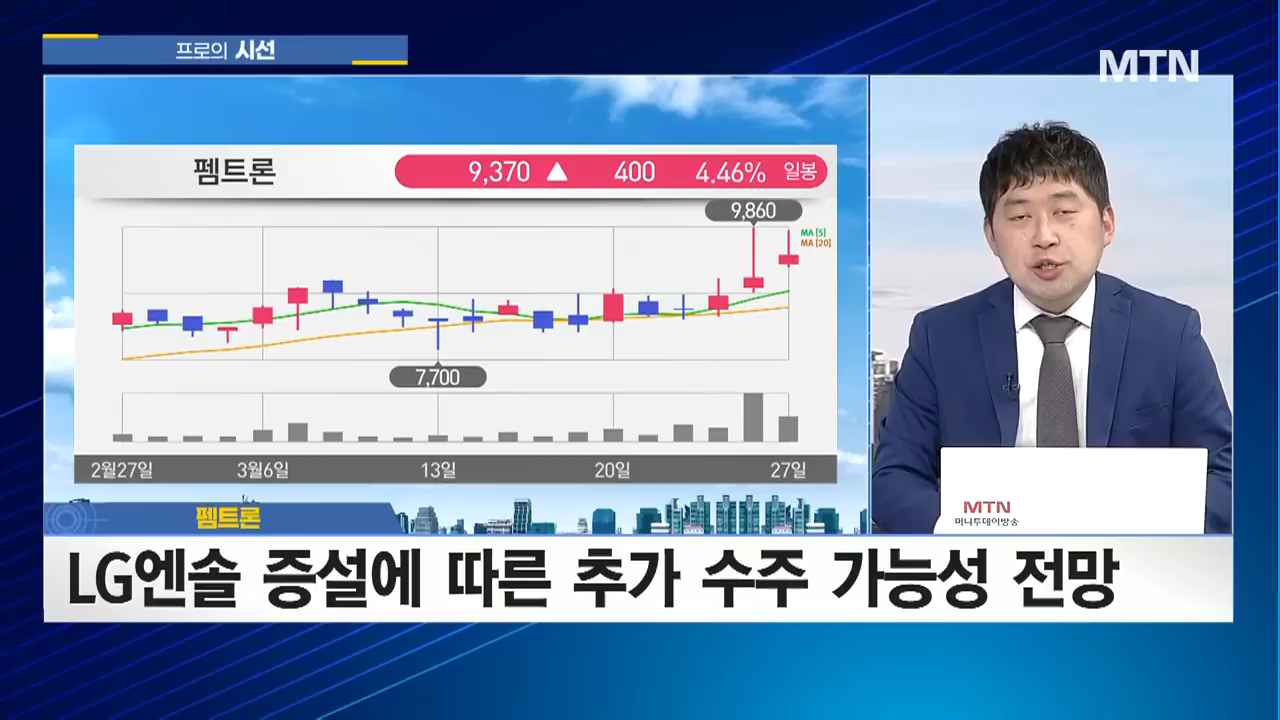 프로의 시선
MTN
펨트론
9,370 ▲ 400 4.46% 일봉
9,860
MA [5]
MA [20]
7,700
2월27일 3월6일 13일 20일 27일
MTN
머니투데이방송
펨트론
LG엔솔 증설에 따른 추가 수주 가능성 전망